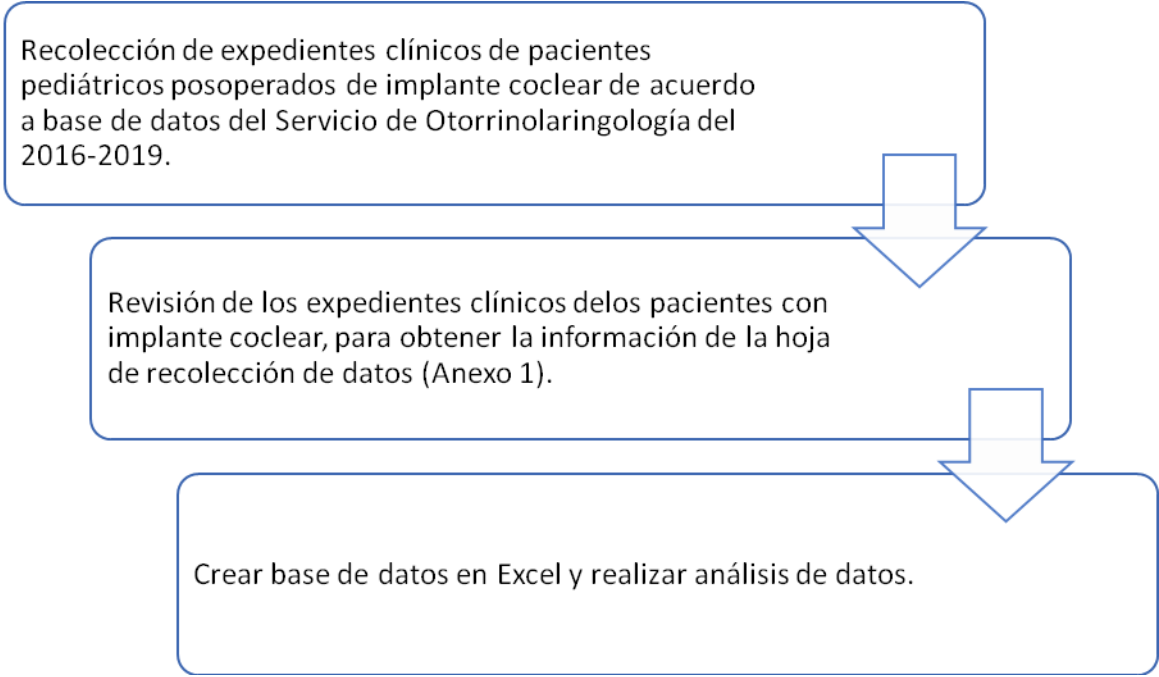 Recolección de expedientes clínicos de pacientes
pediátricos posoperados de implante coclear de acuerdo
a base de datos del Servicio de Otorrinolaringología del
2016-2019.
Revisión de los expedientes clínicos delos pacientes con
implante coclear, para obtener la información de la hoja
de recolección de datos (Anexo 1).
Crear base de datos en Excel y realizar análisis de datos.